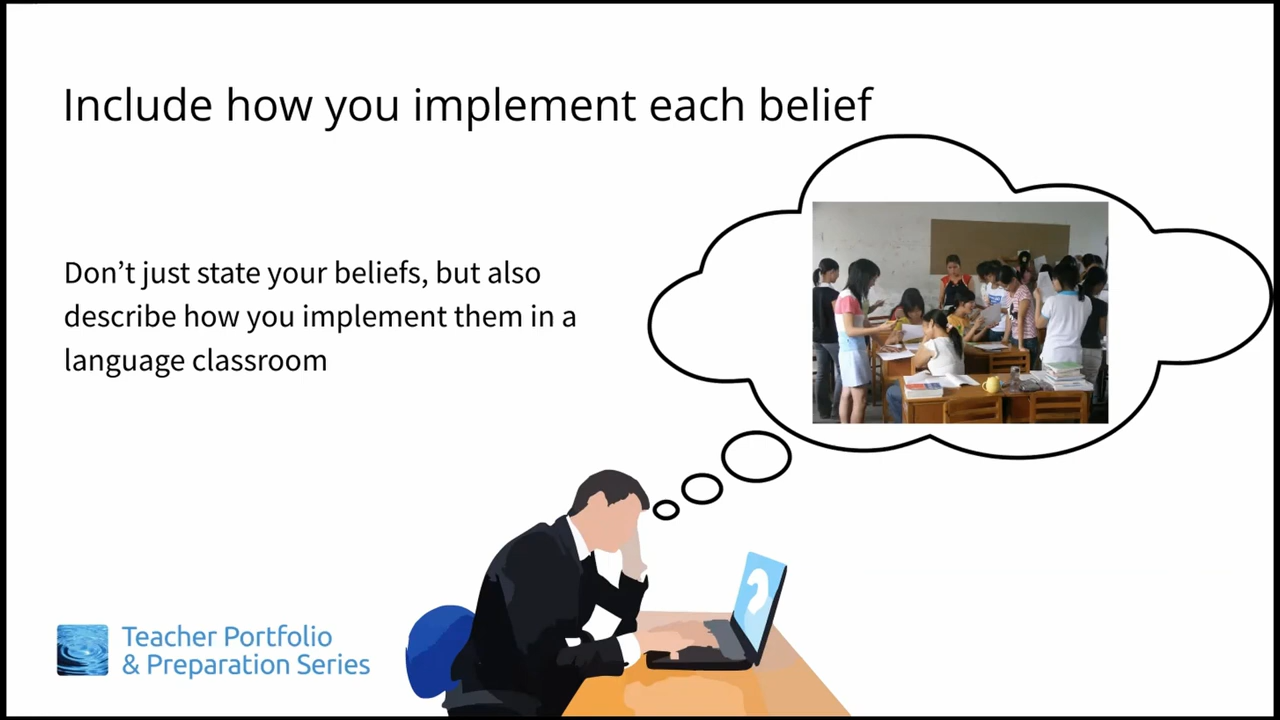 Include how you implement each belief
Don’t just state your beliefs, but also
describe how you implement them in a
language classroom
Teacher Portfolio
& Preparation Series